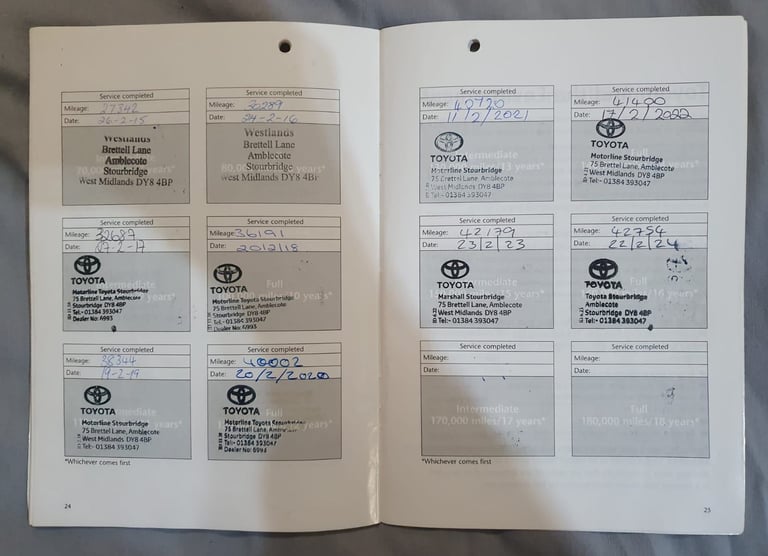 Service completed
Mileage: 27342
Date: 26-2-15
Westlands
Brettell Lane
Amblecote
Stourbridge
West Midlands DY8 4BP
Service completed
Mileage: 30289
Date: 24-2-16
Westlands
Brettell Lane
Amblecote
Stourbridge
West Midlands DY8 4BP
years*
Service completed
Mileage: 32687
Date: 07-2-17
TOYOTA
Motorline Toyota Stourbridge
75 Brettell Lane, Amblecote
Stourbridge DY8 4BP
Tel:- 01384 393047
Dealer No: 6993
Service completed
Mileage: 36191
Date: 20/2/18
Full
TOYOTA
Motorline Toyota Stourbridge
75 Brettell Lane, Amblecote
Stourbridge DY8 4BP
Tel:- 01384 393047
Dealer No: 6993
Service completed
Mileage: 38344
Date: 19-2-19
Intermediate
TOYOTA
Motorline Stourbridge
75 Brettell Lane, Amblecote
West Midlands DY8 4BP
Tel:- 01384 393047
Service completed
Mileage: 40002
Date: 20/2/2020
Full
TOYOTA
Motorline Toyota Stourbridge
75 Brettell Lane, Amblecote
Stourbridge DY8 4BP
Tel:- 01384 393047
Dealer No: 6993
*Whichever comes first
24
Service completed
Mileage: 40720
Date: 11/2/2021
Intermediate
TOYOTA
Motorline Stourbridge
75 Brettel Lane, Amblecote
West Midlands DY8 4BP
Tel:- 01384 393047
Service completed
Mileage: 41400
Date: 17/2/2022
TOYOTA
Motorline Stourbridge
75 Brettel Lane, Amblecote
West Midlands DY8 4BP
Tel:- 01384 393047
Service completed
Mileage: 42179
Date: 23/2/23
TOYOTA
Marshall Stourbridge
75 Brettell Lane, Amblecote
West Midlands DY8 4BP
Tel:- 01384 393047
Service completed
Mileage: 42754
Date: 22/2/24
TOYOTA
Toyota Stourbridge
Amblecote
Stourbridge DY8 4BP
Tel:- 01384 393047
Service completed
Mileage:
Date:
Intermediate
170,000 miles/17 years*
Service completed
Mileage:
Date:
Full
180,000 miles/18 years*
*Whichever comes first
25